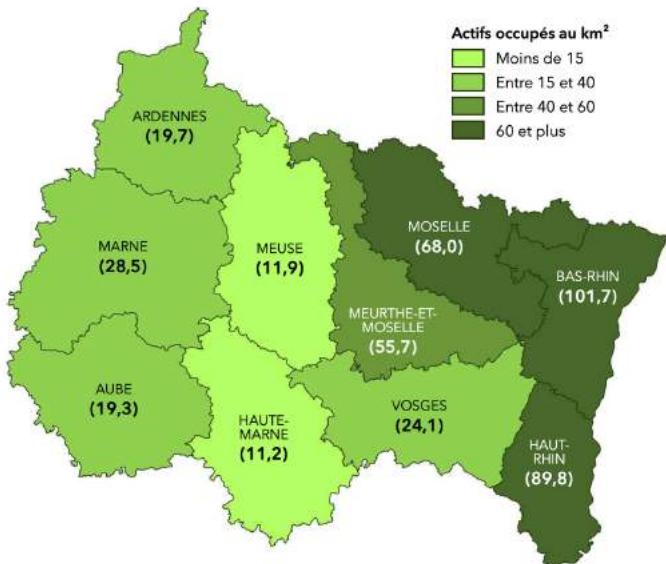 Actifs occupés au km²
Moins de 15
Entre 15 et 40
Entre 40 et 60
60 et plus
ARDENNES
(19,7)
MARNE
(28,5)
MEUSE
(11,9)
MOSELLE
(68,0)
BAS-RHIN
(101,7)
MEURTHE-ET-
MOSELLE
(55,7)
AUBE
(19,3)
HAUTE-
MARNE
(11,2)
VOSGES
(24,1)
HAUT-
RHIN
(89,8)